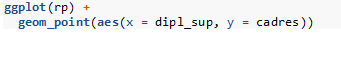 ggplot(rp) +
  geom_point(aes(x = dipl_sup, y = cadres))